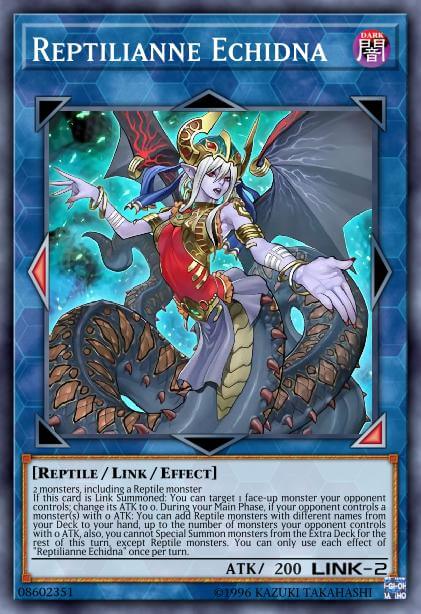 REPTILIANNE ECHIDNA
DARK
闇
[REPTILE / LINK / EFFECT]
2 monsters, including a Reptile monster
If this card is Link Summoned: You can target 1 face-up monster your opponent
controls; change its ATK to 0. During your Main Phase, if your opponent controls a
monster(s) with 0 ATK: You can add Reptile monsters with different names from
your Deck to your hand, up to the number of monsters your opponent controls
with 0 ATK, also, you cannot Special Summon monsters from the Extra Deck for the
rest of this turn, except Reptile monsters. You can only use each effect of
"Reptilianne Echidna" once per turn.
ATK/ 200 LINK-2
08602351 ©1996 KAZUKI TAKAHASHI